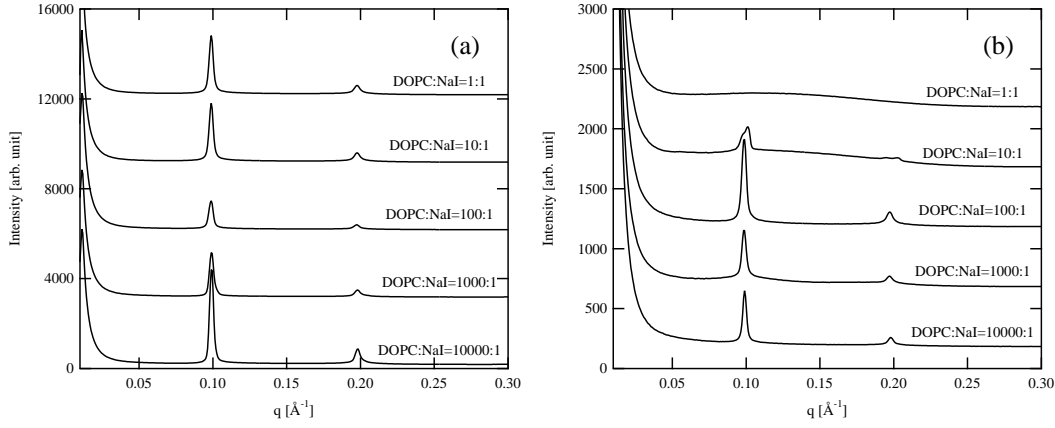 16000
12000
8000
4000
0
Intensity [arb. unit]
(a)
DOPC:NaI=1:1
DOPC:NaI=10:1
DOPC:NaI=100:1
DOPC:NaI=1000:1
DOPC:NaI=10000:1
0.05
0.10
0.15
0.20
0.25
0.30
q [Å⁻¹]
3000
2500
2000
1500
1000
500
0
Intensity [arb. unit]
(b)
DOPC:NaI=1:1
DOPC:NaI=10:1
DOPC:NaI=100:1
DOPC:NaI=1000:1
DOPC:NaI=10000:1
0.05
0.10
0.15
0.20
0.25
0.30
q [Å⁻¹]